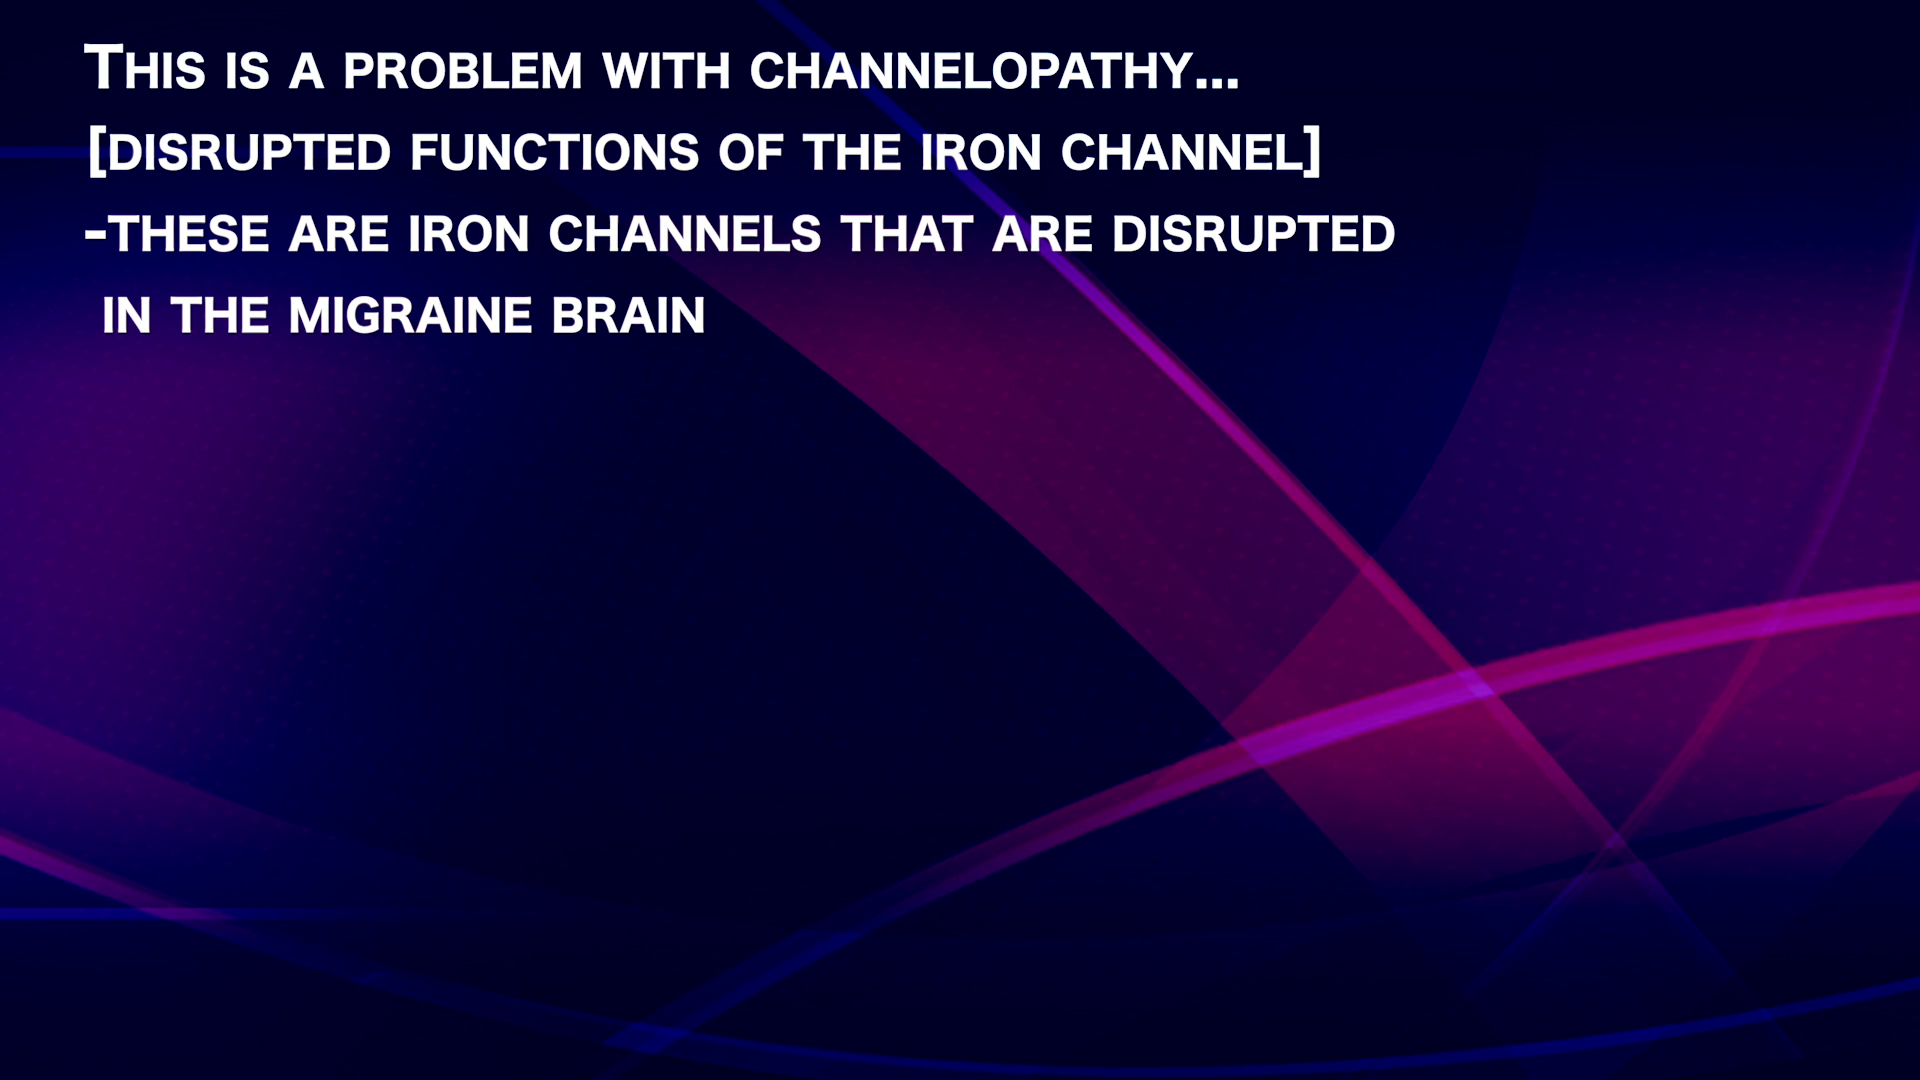 This is a problem with channelopathy...
[disrupted functions of the iron channel]
-these are iron channels that are disrupted
in the migraine brain